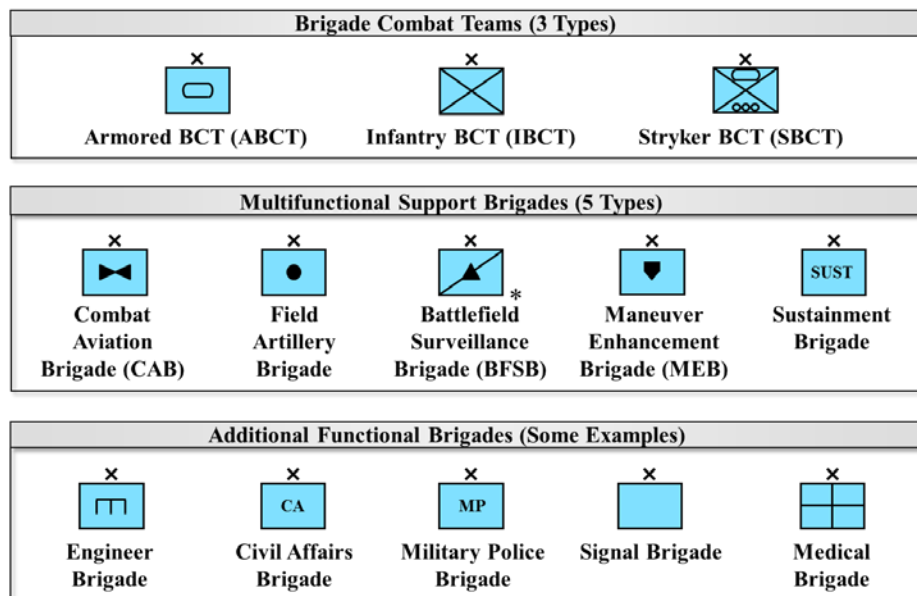 Brigade Combat Teams (3 Types)
Armored BCT (ABCT)
Infantry BCT (IBCT)
Stryker BCT (SBCT)
Multifunctional Support Brigades (5 Types)
SUST
*
Combat
Aviation
Brigade (CAB)
Field
Artillery
Brigade
Battlefield
Surveillance
Brigade (BFSB)
Maneuver
Enhancement
Brigade (MEB)
Sustainment
Brigade
Additional Functional Brigades (Some Examples)
Engineer
Brigade
CA
Civil Affairs
Brigade
MP
Military Police
Brigade
Signal Brigade
Medical
Brigade